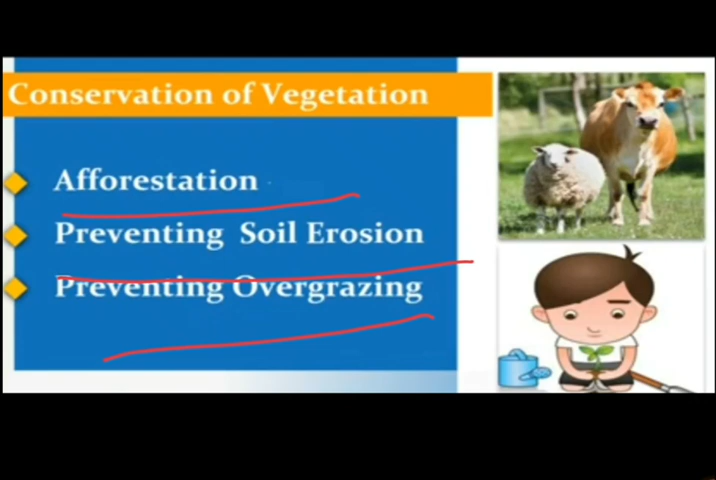 Conservation of Vegetation
Afforestation
Preventing Soil Erosion
Preventing Overgrazing